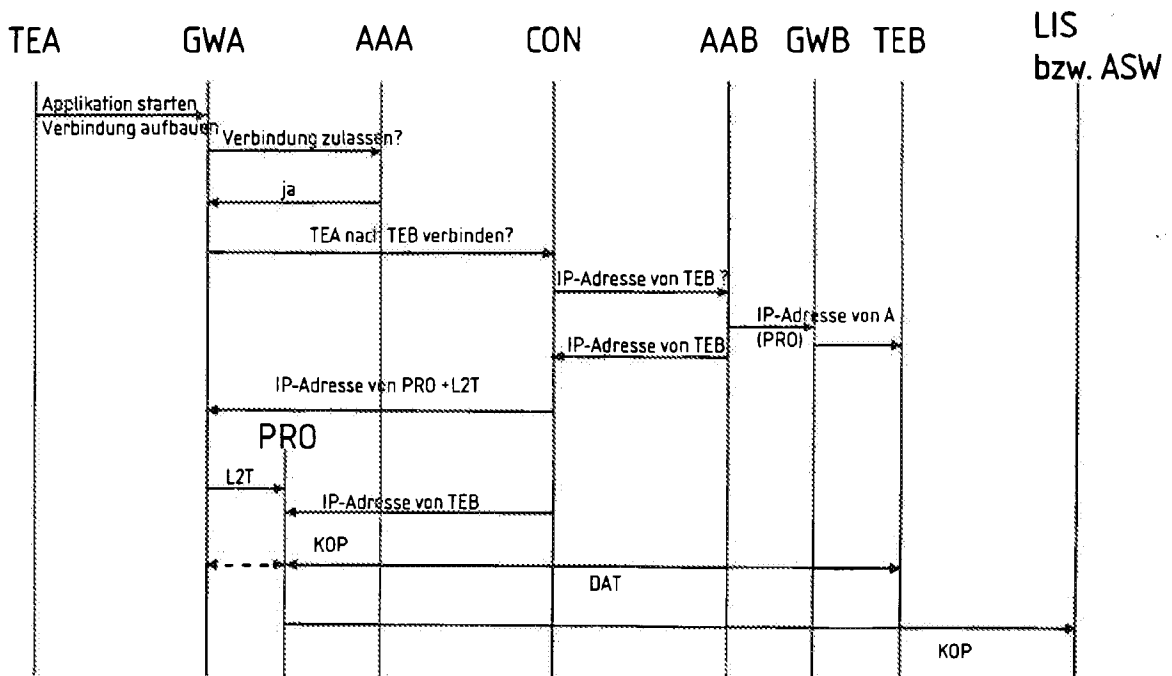 TEA GWA AAA CON AAB GWB TEB LIS
bzw. ASW
Applikation starten
Verbindung aufbauen
Verbindung zulassen?
ja
TEA nach TEB verbinden?
IP-Adresse von TEB ?
IP-Adresse von A
(PRO)
IP-Adresse von TEB
IP-Adresse von PRO +L2T
PRO
L2T
IP-Adresse von TEB
KOP
DAT
KOP